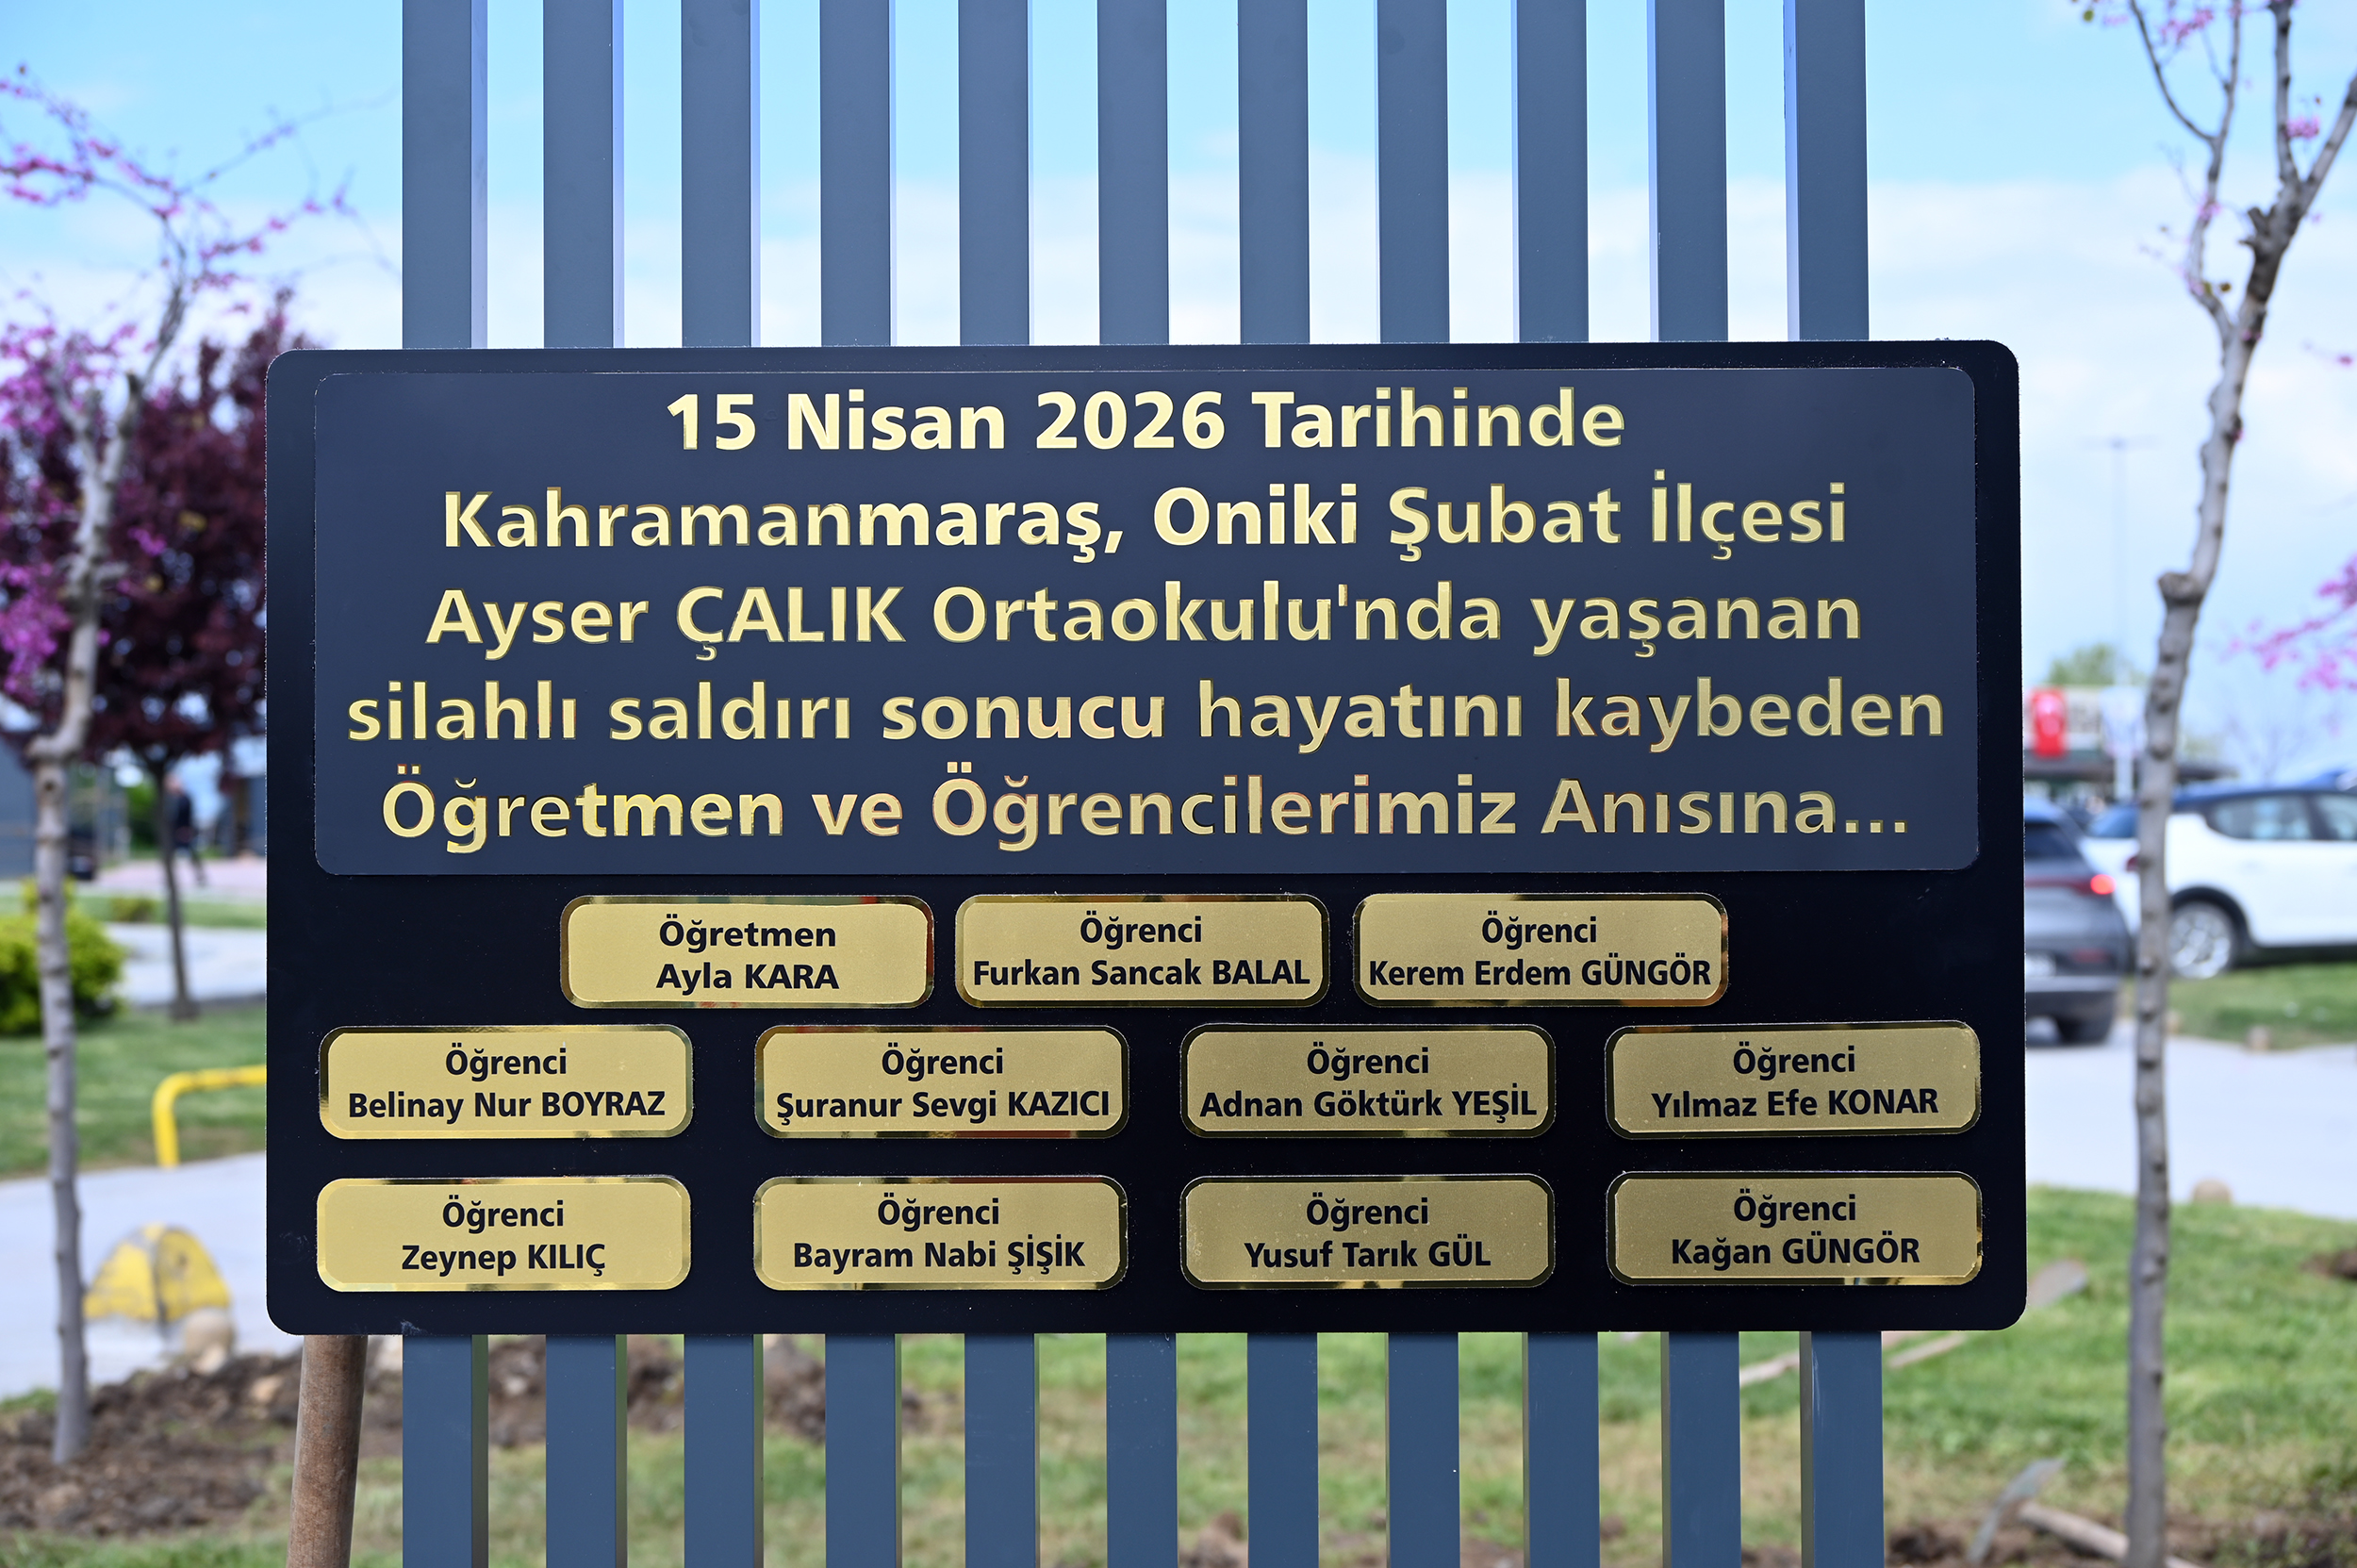 15 Nisan 2026 Tarihinde
Kahramanmaraş, Oniki Şubat İlçesi
Ayser ÇALIK Ortaokulu'nda yaşanan
silahlı saldırı sonucu hayatını kaybeden
Öğretmen ve Öğrencilerimiz Anısına...
Öğretmen
Ayla KARA
Öğrenci
Furkan Sancak BALAL
Öğrenci
Kerem Erdem GÜNGÖR
Öğrenci
Belinay Nur BOYRAZ
Öğrenci
Şuranur Sevgi KAZICI
Öğrenci
Adnan Göktürk YEŞİL
Öğrenci
Yılmaz Efe KONAR
Öğrenci
Zeynep KILIÇ
Öğrenci
Bayram Nabi ŞİŞİK
Öğrenci
Yusuf Tarık GÜL
Öğrenci
Kağan GÜNGÖR